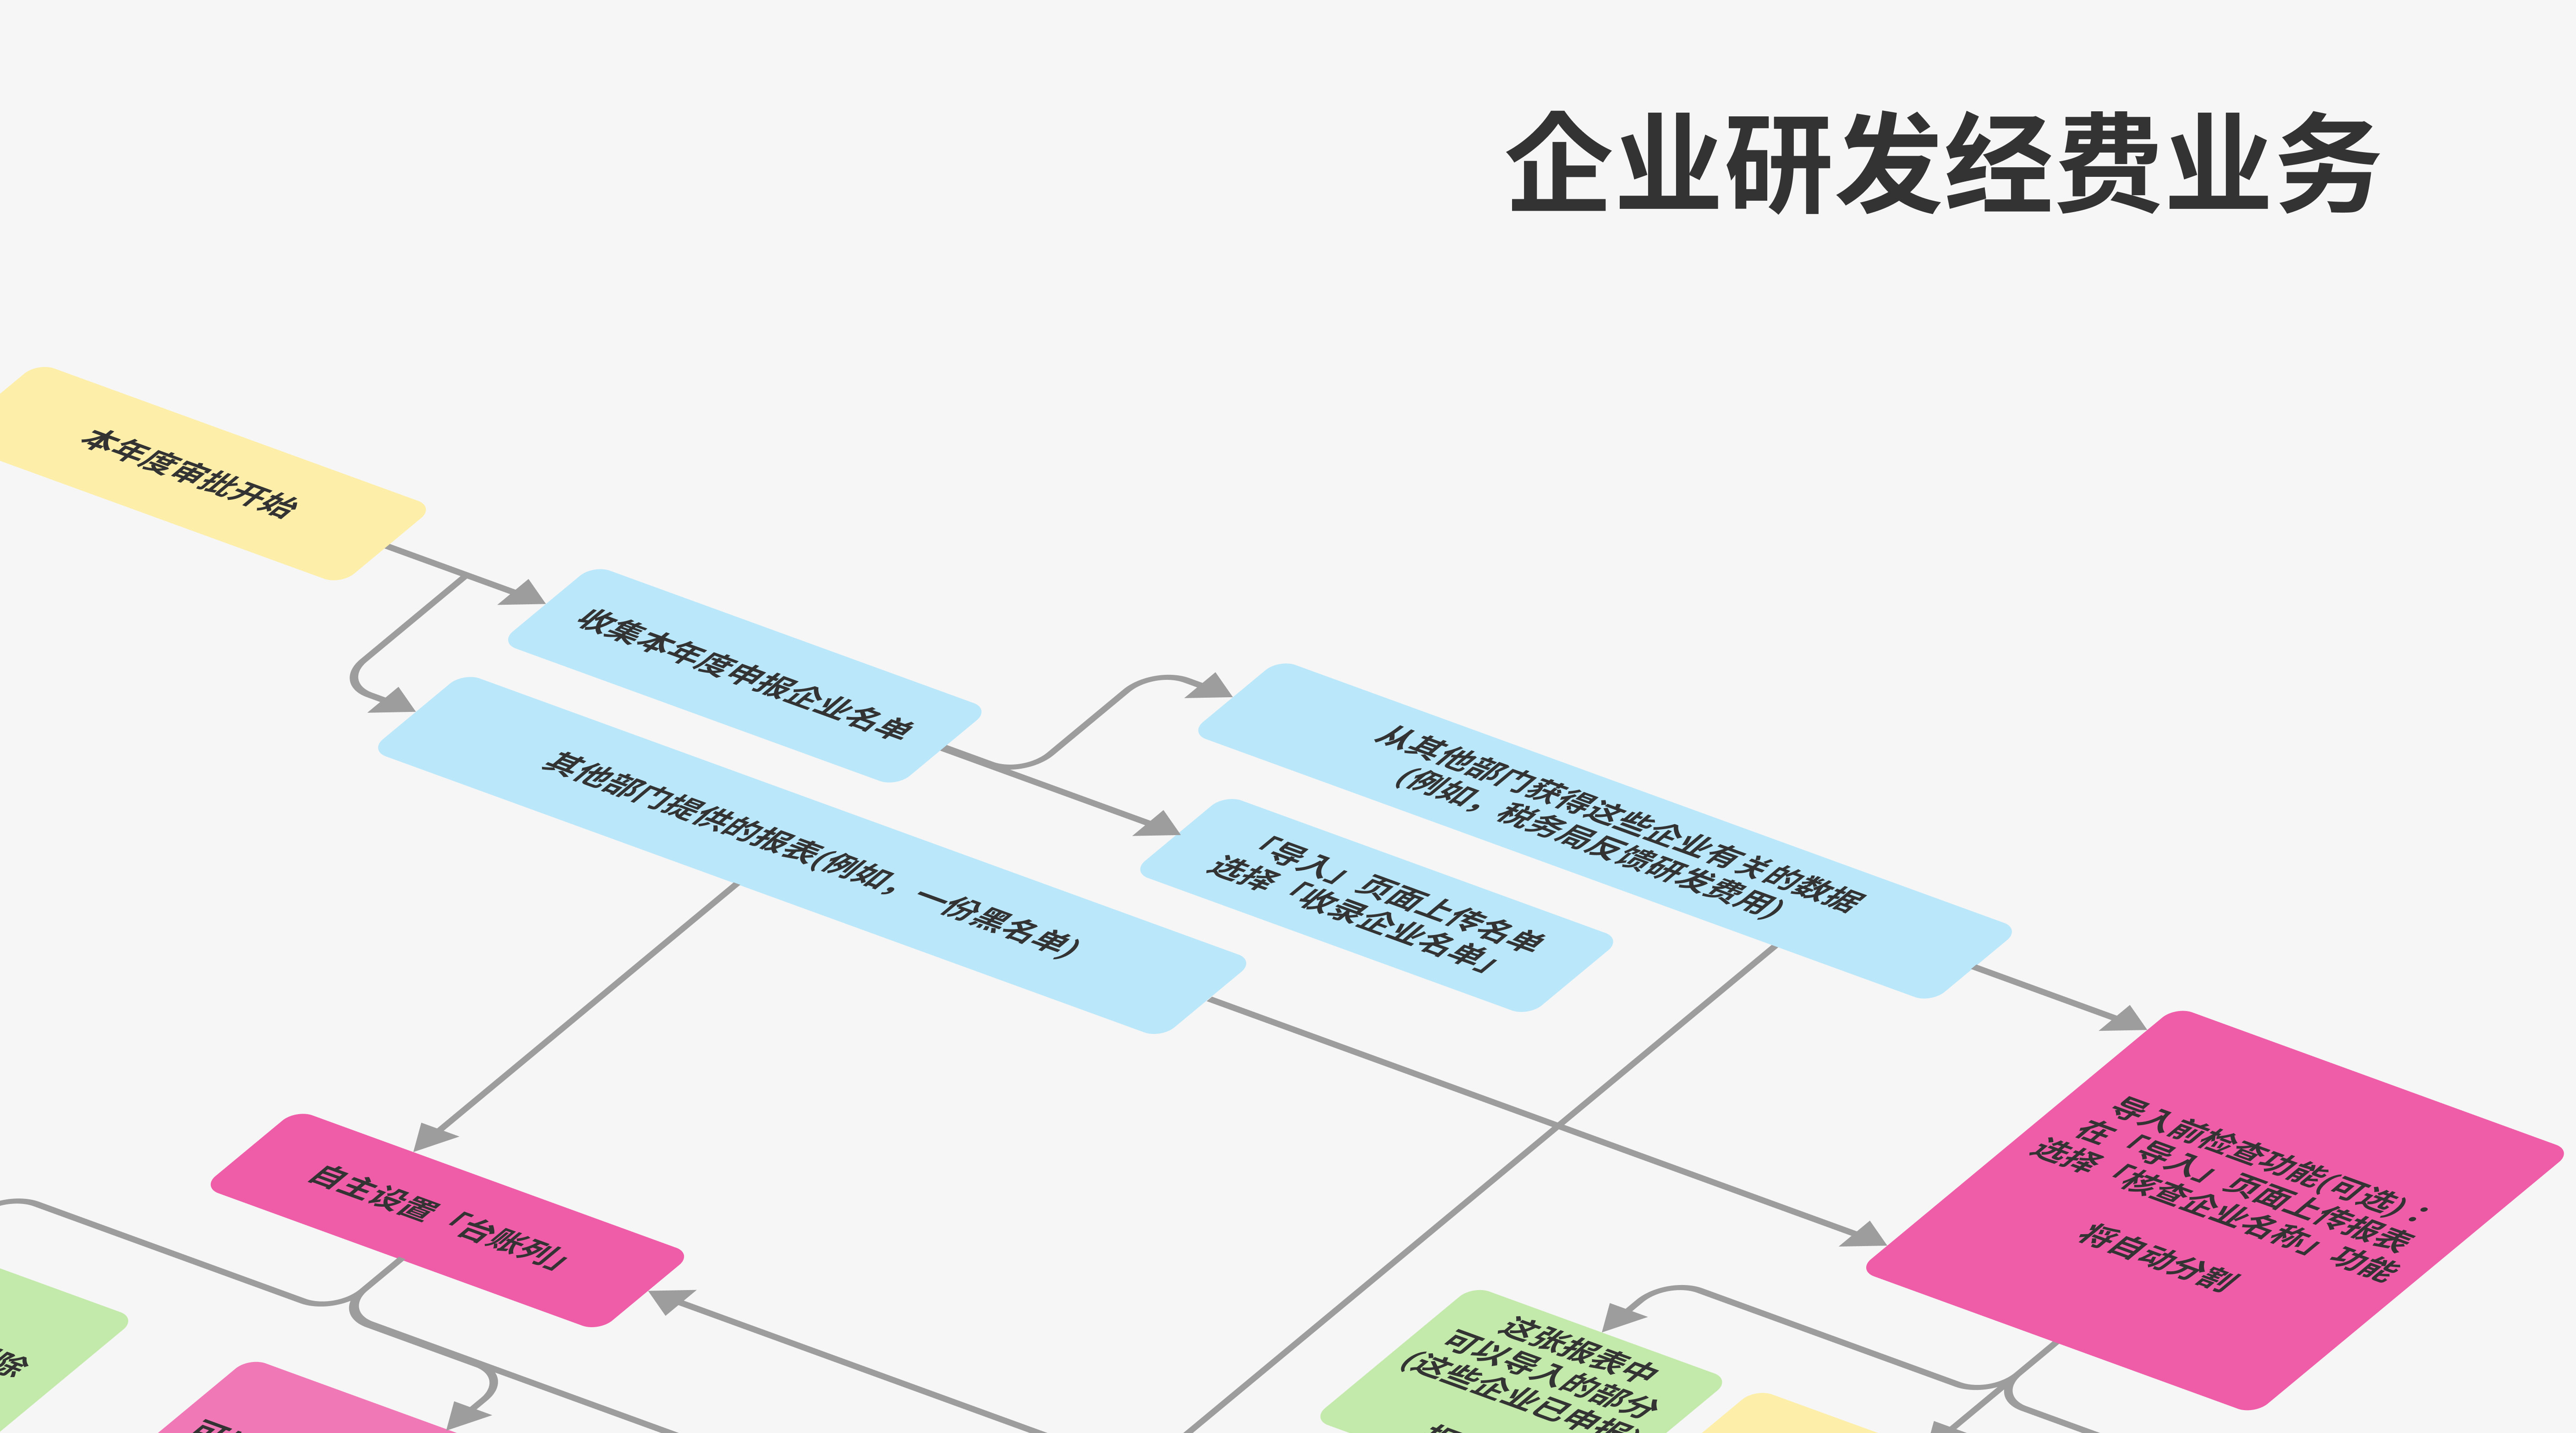 企业研发经费业务
本年度审批开始
收集本年度申报企业名单
从其他部门获得这些企业有关的数据
(例如，税务局反馈研发费用)
其他部门提供的报表(例如，一份黑名单)
「导入」页面上传名单
选择「收录企业名单」
导入前检查功能(可选)：
在「导入」页面上传报表
选择「核查企业名称」功能
将自动分割
自主设置「台账列」
这张报表中
可以导入的部分
(这些企业已申报)
除
可